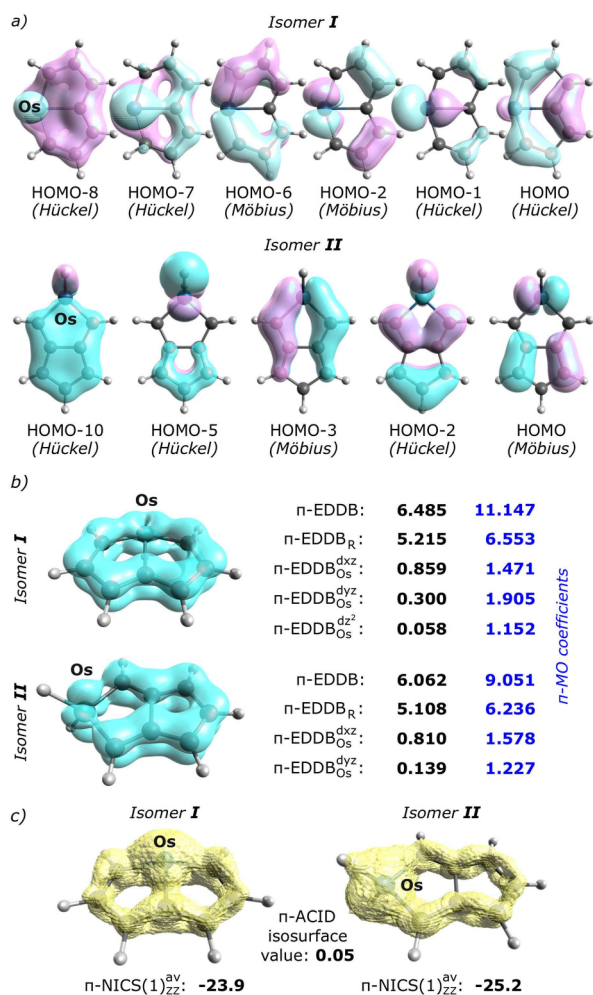 a)
Isomer I
Os
HOMO-8 HOMO-7 HOMO-6 HOMO-2 HOMO-1 HOMO
(Hückel) (Hückel) (Möbius) (Möbius) (Hückel) (Hückel)
Isomer II
Os
HOMO-10 HOMO-5 HOMO-3 HOMO-2 HOMO
(Hückel) (Hückel) (Möbius) (Hückel) (Möbius)
b)
Os
Isomer I
π-EDDB: 6.485 11.147
π-EDDB_R: 5.215 6.553
π-EDDB_Os^dxz: 0.859 1.471
π-EDDB_Os^dyz: 0.300 1.905
π-EDDB_Os^dz²: 0.058 1.152
π-MO coefficients
Os
Isomer II
π-EDDB: 6.062 9.051
π-EDDB_R: 5.108 6.236
π-EDDB_Os^dxz: 0.810 1.578
π-EDDB_Os^dyz: 0.139 1.227
c)
Isomer I Isomer II
Os
Os
π-ACID
isosurface
value: 0.05
π-NICS(1)_zz^av: -23.9 π-NICS(1)_zz^av: -25.2